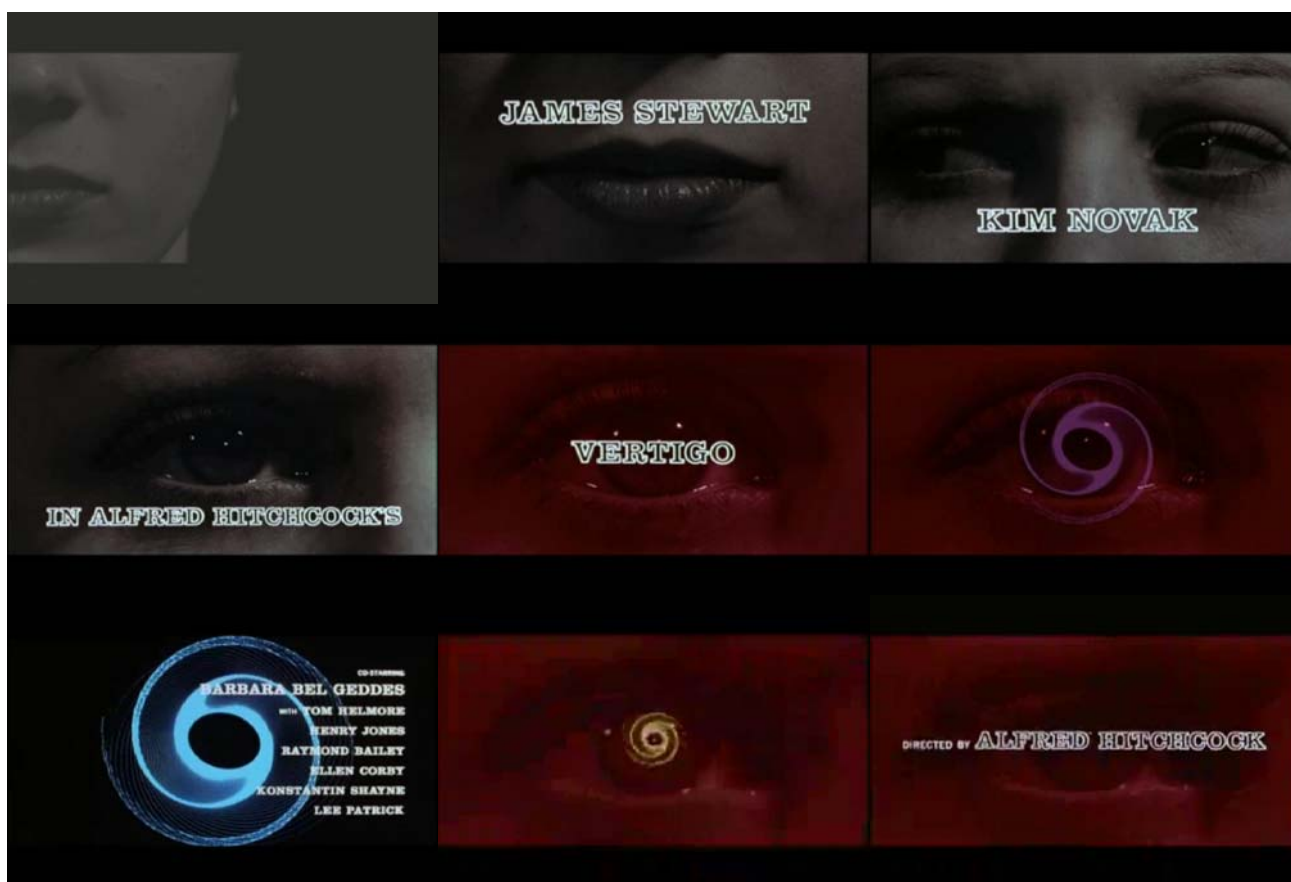 JAMES STEWART
KIM NOVAK
IN ALFRED HITCHCOCK'S
VERTIGO
CO-STARRING
BARBARA BEL GEDDES
WITH TOM HELMORE
HENRY JONES
RAYMOND BAILEY
ELLEN CORBY
KONSTANTIN SHAYNE
LEE PATRICK
DIRECTED BY ALFRED HITCHCOCK